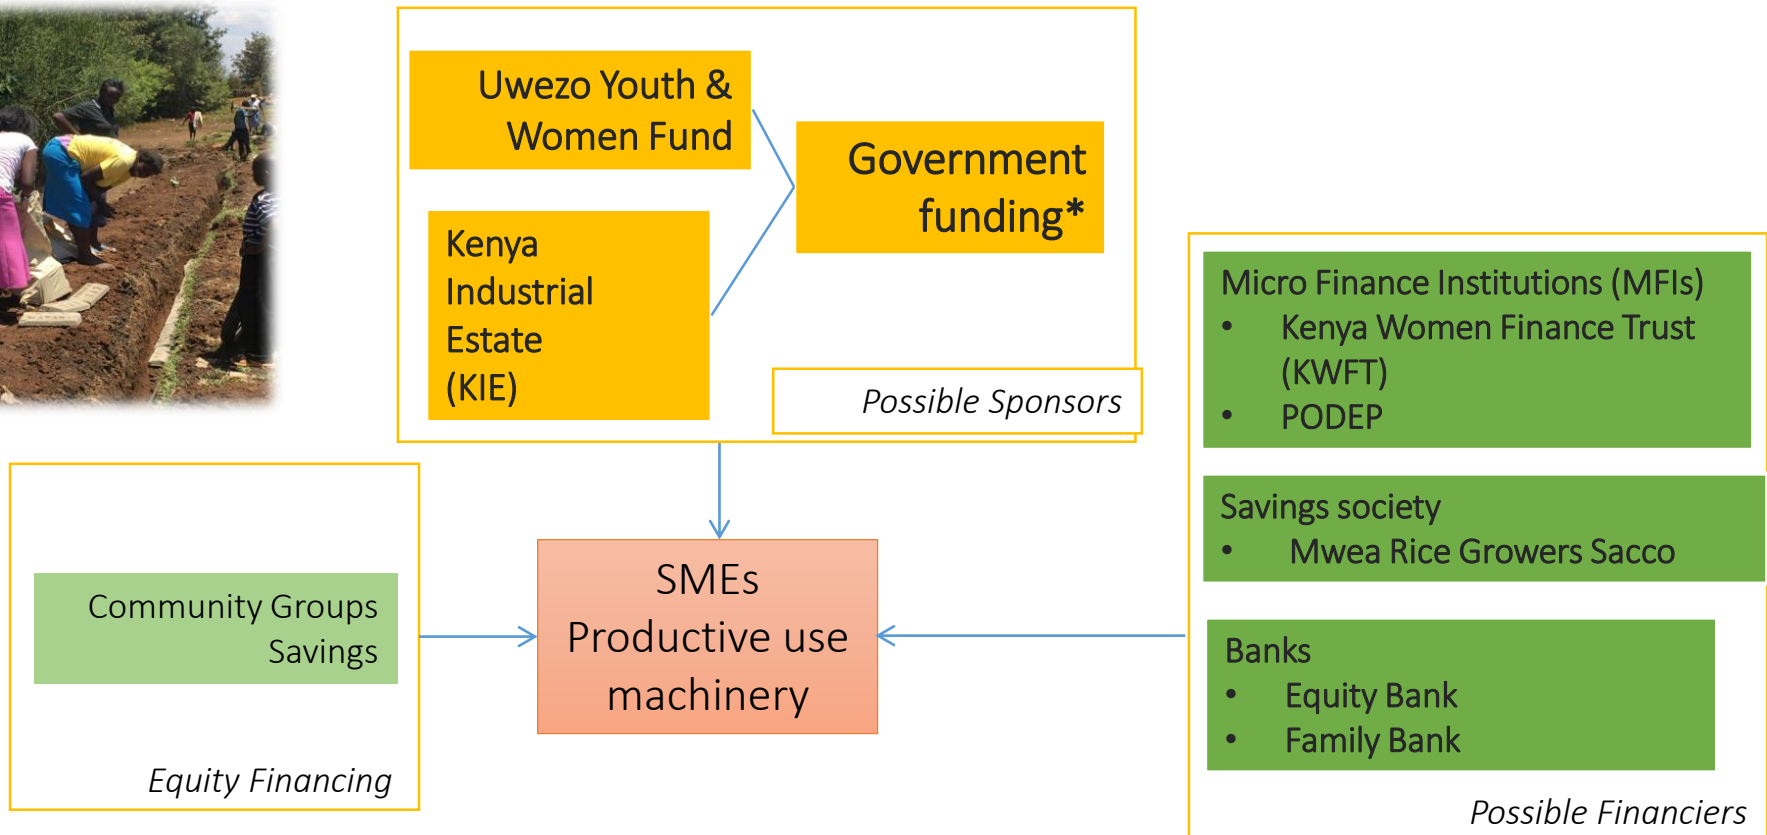 Uwezo Youth &
Women Fund
Government
funding*
Kenya
Industrial
Estate
(KIE)
Possible Sponsors
Micro Finance Institutions (MFIs)
• Kenya Women Finance Trust
(KWFT)
• PODEP
Savings society
• Mwea Rice Growers Sacco
Banks
• Equity Bank
• Family Bank
Possible Financiers
Community Groups
Savings
Equity Financing
SMEs
Productive use
machinery